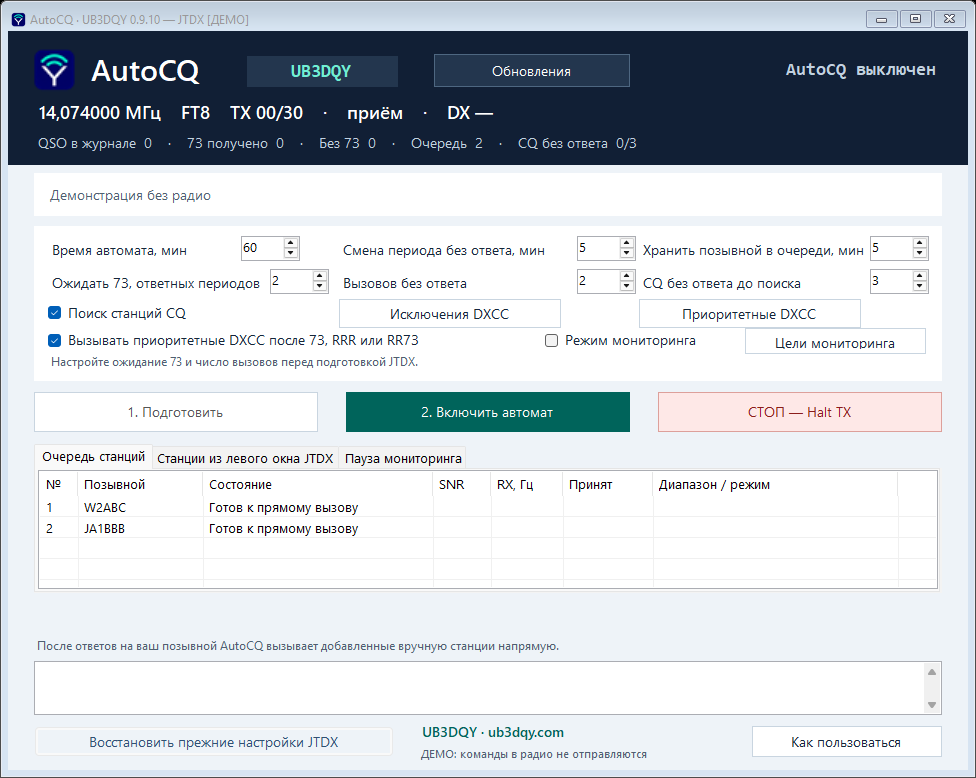 AutoCQ · UB3DQY 0.9.10 — JTDX [ДЕМО]
AutoCQ UB3DQY Обновления AutoCQ выключен
14,074000 МГц FT8 TX 00/30 · приём · DX —
QSO в журнале 0 · 73 получено 0 · Без 73 0 · Очередь 2 · CQ без ответа 0/3
Демонстрация без радио
Время автомата, мин 60 Смена периода без ответа, мин 5 Хранить позывной в очереди, мин 5
Ожидать 73, ответных периодов 2 Вызовов без ответа 2 CQ без ответа до поиска 3
Поиск станций CQ Исключения DXCC Приоритетные DXCC
Вызывать приоритетные DXCC после 73, RRR или RR73 Режим мониторинга Цели мониторинга
Настройте ожидание 73 и число вызовов перед подготовкой JTDX.
1. Подготовить 2. Включить автомат СТОП — Halt TX
Очередь станций Станции из левого окна JTDX Пауза мониторинга
№ Позывной Состояние SNR RX, Гц Принят Диапазон / режим
1 W2ABC Готов к прямому вызову
2 JA1BBB Готов к прямому вызову
После ответов на ваш позывной AutoCQ вызывает добавленные вручную станции напрямую.
Восстановить прежние настройки JTDX UB3DQY · ub3dqy.com Как пользоваться
ДЕМО: команды в радио не отправляются